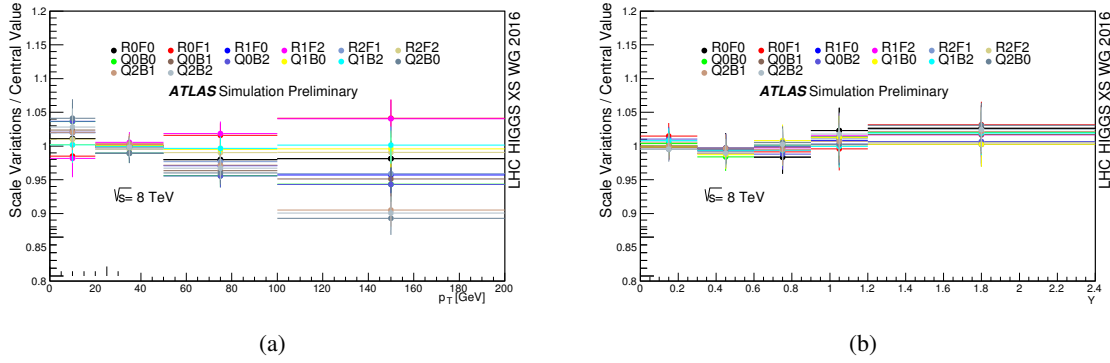 Scale Variations / Central Value
1.2
1.15
1.1
1.05
1
0.95
0.9
0.85
0.8
R0F0 R0F1 R1F0 R1F2 R2F1 R2F2
Q0B0 Q0B1 Q0B2 Q1B0 Q1B2 Q2B0
Q2B1 Q2B2
ATLAS Simulation Preliminary
√s= 8 TeV
0 20 40 60 80 100 120 140 160 180 200
p_T [GeV]
LHC HIGGS XS WG 2016
(a)
Scale Variations / Central Value
1.2
1.15
1.1
1.05
1
0.95
0.9
0.85
0.8
R0F0 R0F1 R1F0 R1F2 R2F1 R2F2
Q0B0 Q0B1 Q0B2 Q1B0 Q1B2 Q2B0
Q2B1 Q2B2
ATLAS Simulation Preliminary
√s= 8 TeV
0 0.2 0.4 0.6 0.8 1 1.2 1.4 1.6 1.8 2 2.2 2.4
Y
LHC HIGGS XS WG 2016
(b)